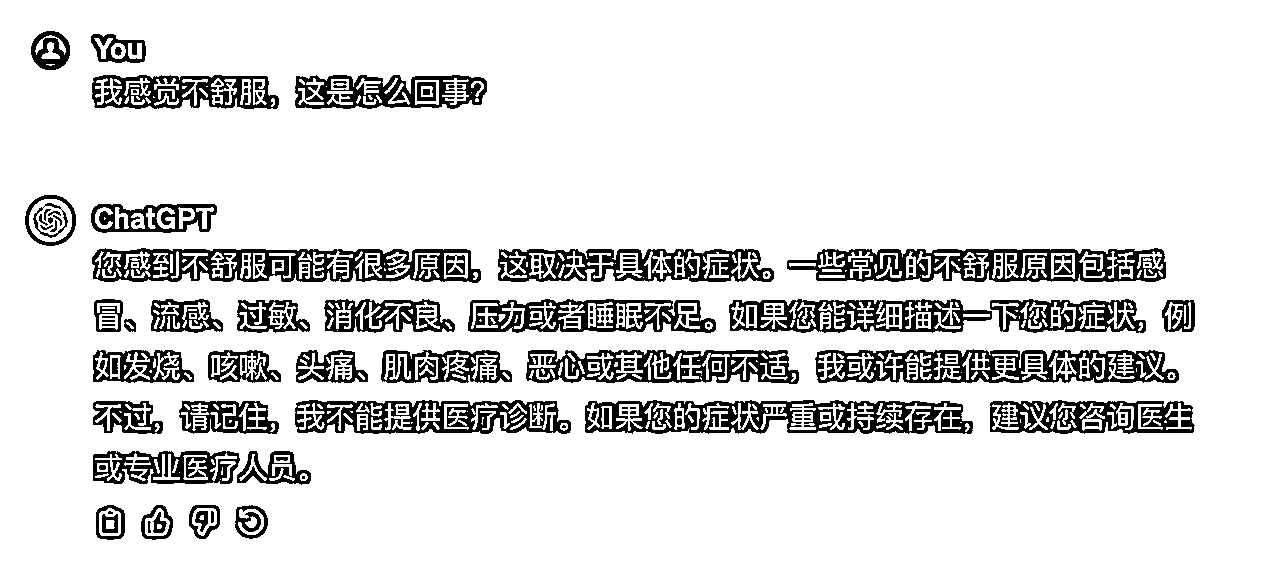 You
我感觉不舒服，这是怎么回事？
ChatGPT
您感到不舒服可能有很多原因，这取决于具体的症状。一些常见的不舒服原因包括感
冒、流感、过敏、消化不良、压力或者睡眠不足。如果您能详细描述一下您的症状，例
如发烧、咳嗽、头痛、肌肉疼痛、恶心或其他任何不适，我或许能提供更具体的建议。
不过，请记住，我不能提供医疗诊断。如果您的症状严重或持续存在，建议您咨询医生
或专业医疗人员。